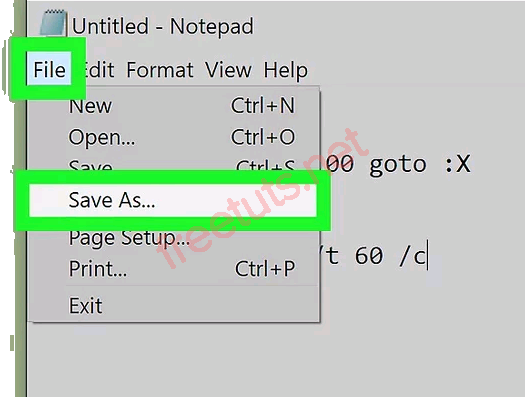 Untitled - Notepad
File Edit Format View Help
New Ctrl+N
Open... Ctrl+O
Save Ctrl+S
00 goto :X
Save As...
Page Setup...
/t 60 /c
Print... Ctrl+P
Exit
freetuts.net